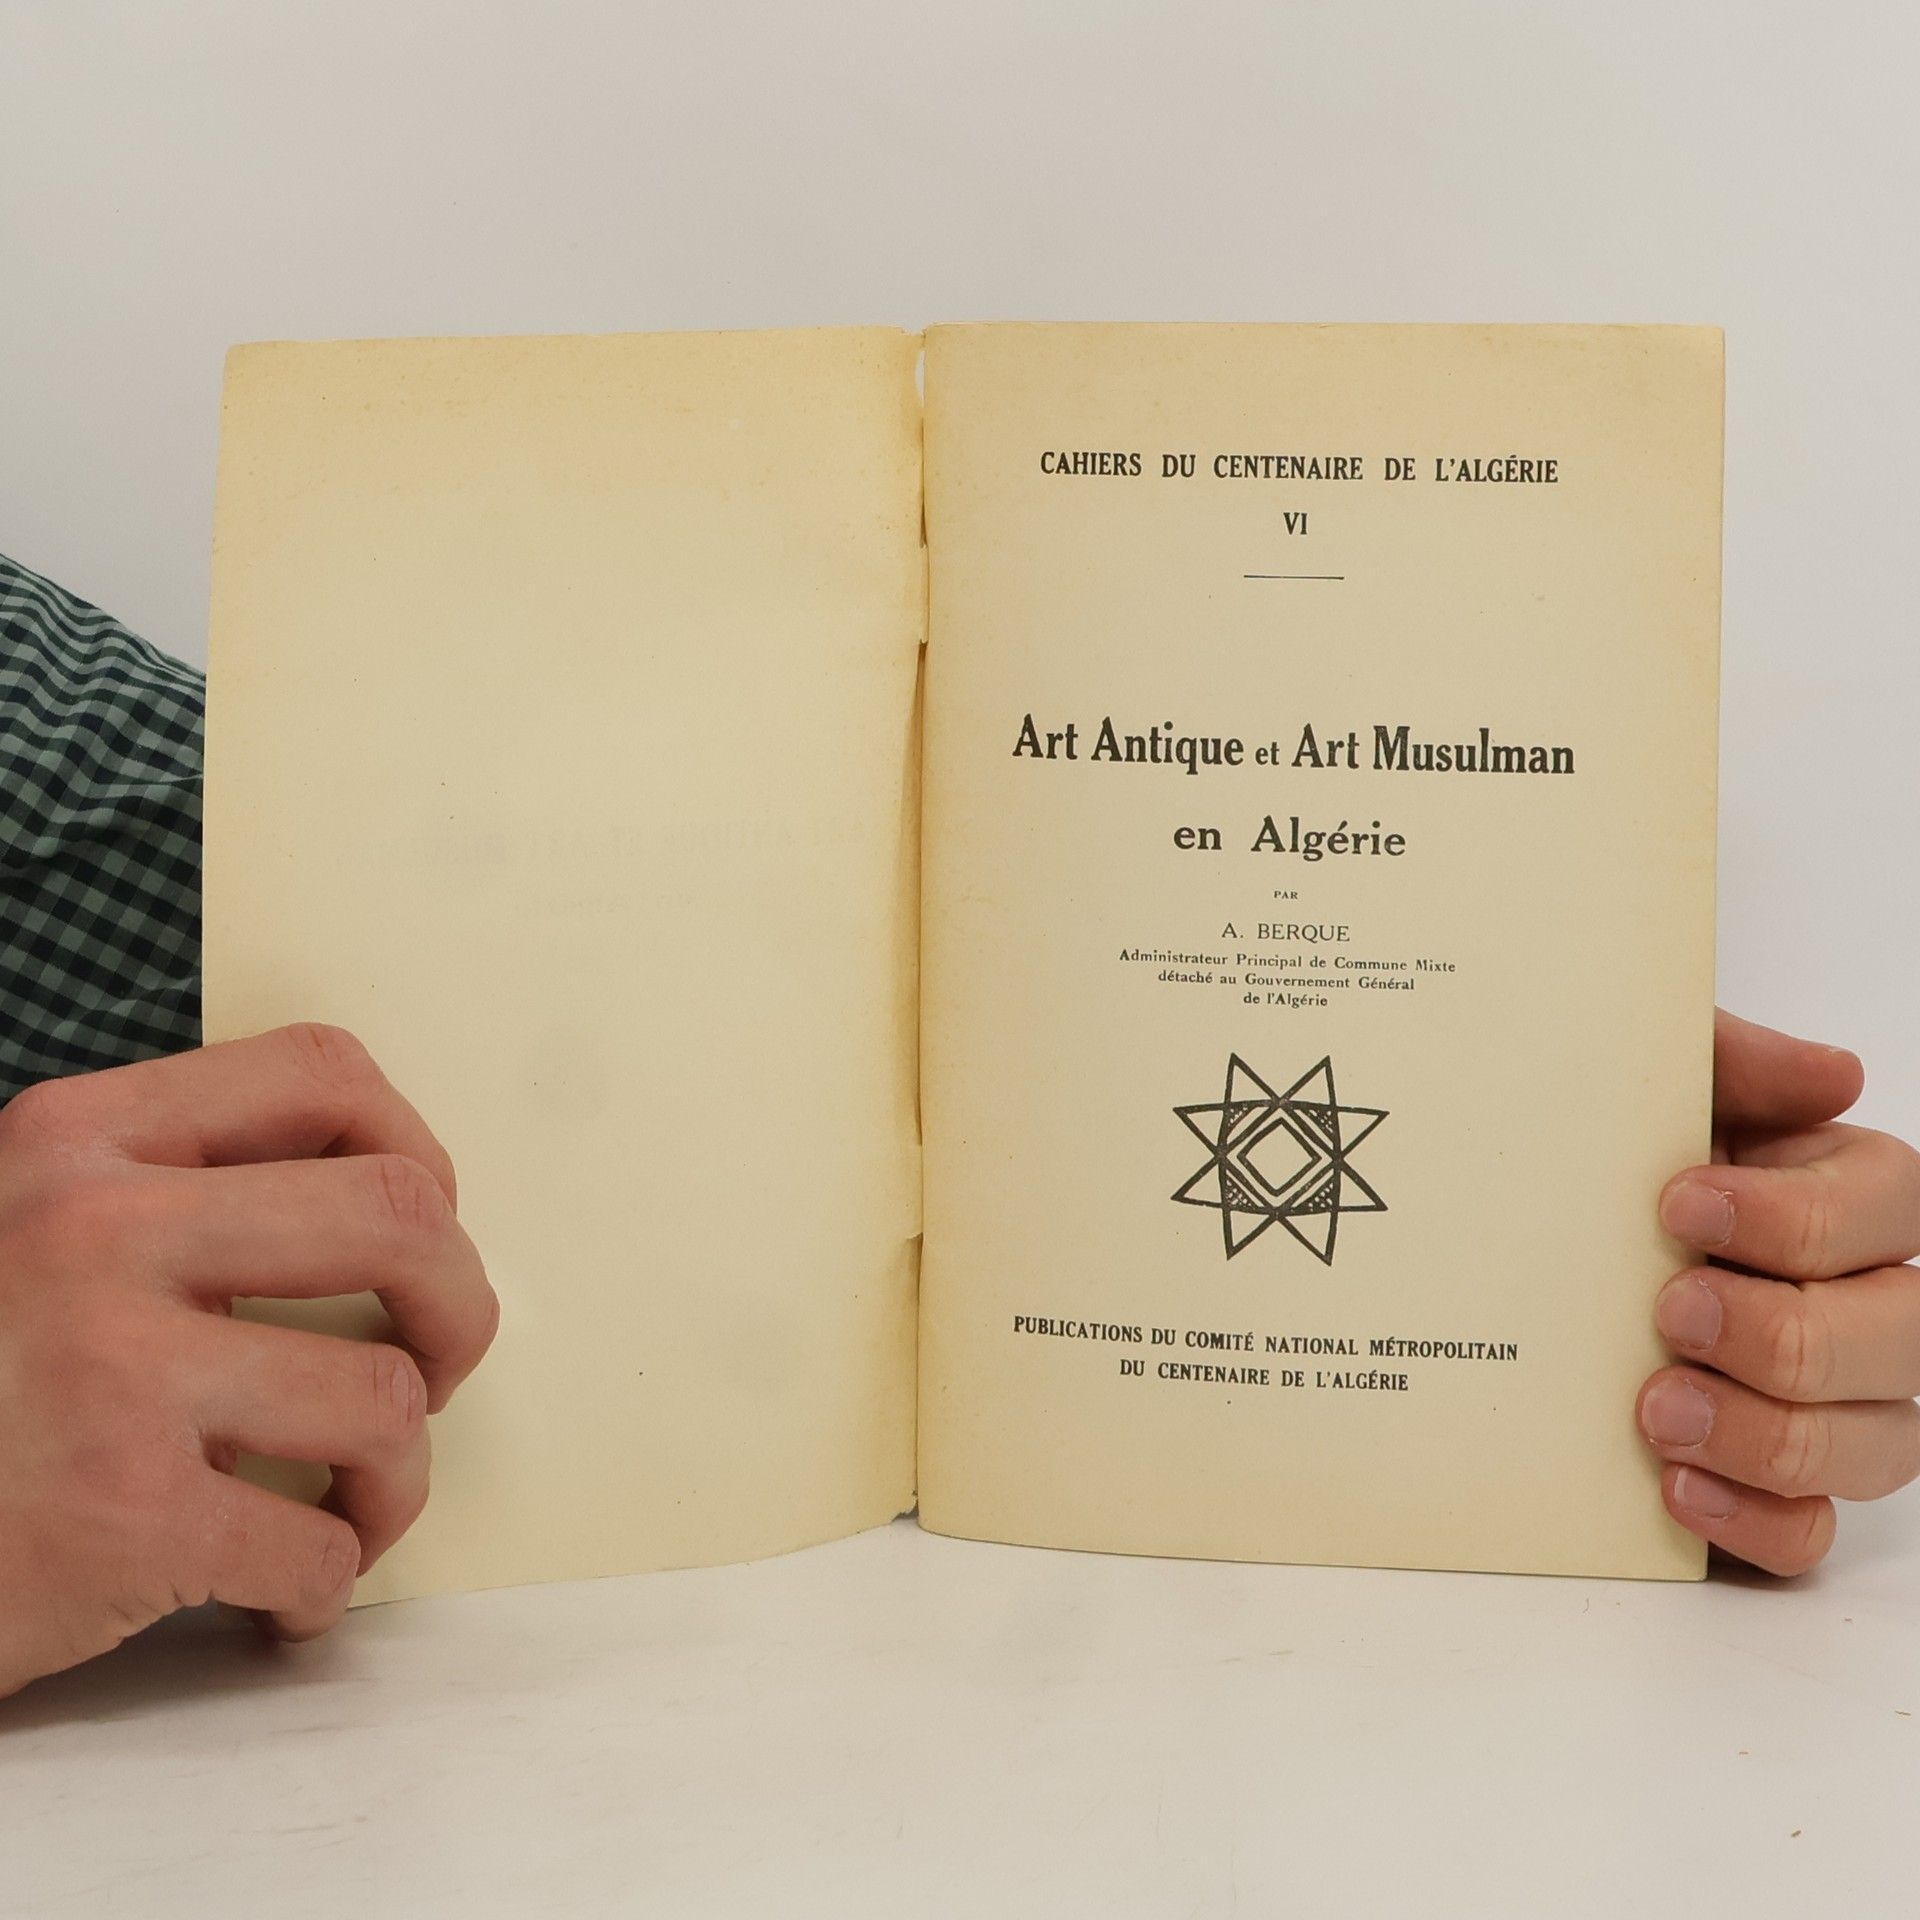 CAHIERS DU CENTENAIRE DE L'ALGÉRIE
VI
Art Antique et Art Musulman
en Algérie
PAR
A. BERQUE
Administrateur Principal de Commune Mixte
détaché au Gouvernement Général
de l'Algérie
PUBLICATIONS DU COMITÉ NATIONAL MÉTROPOLITAIN
DU CENTENAIRE DE L'ALGÉRIE